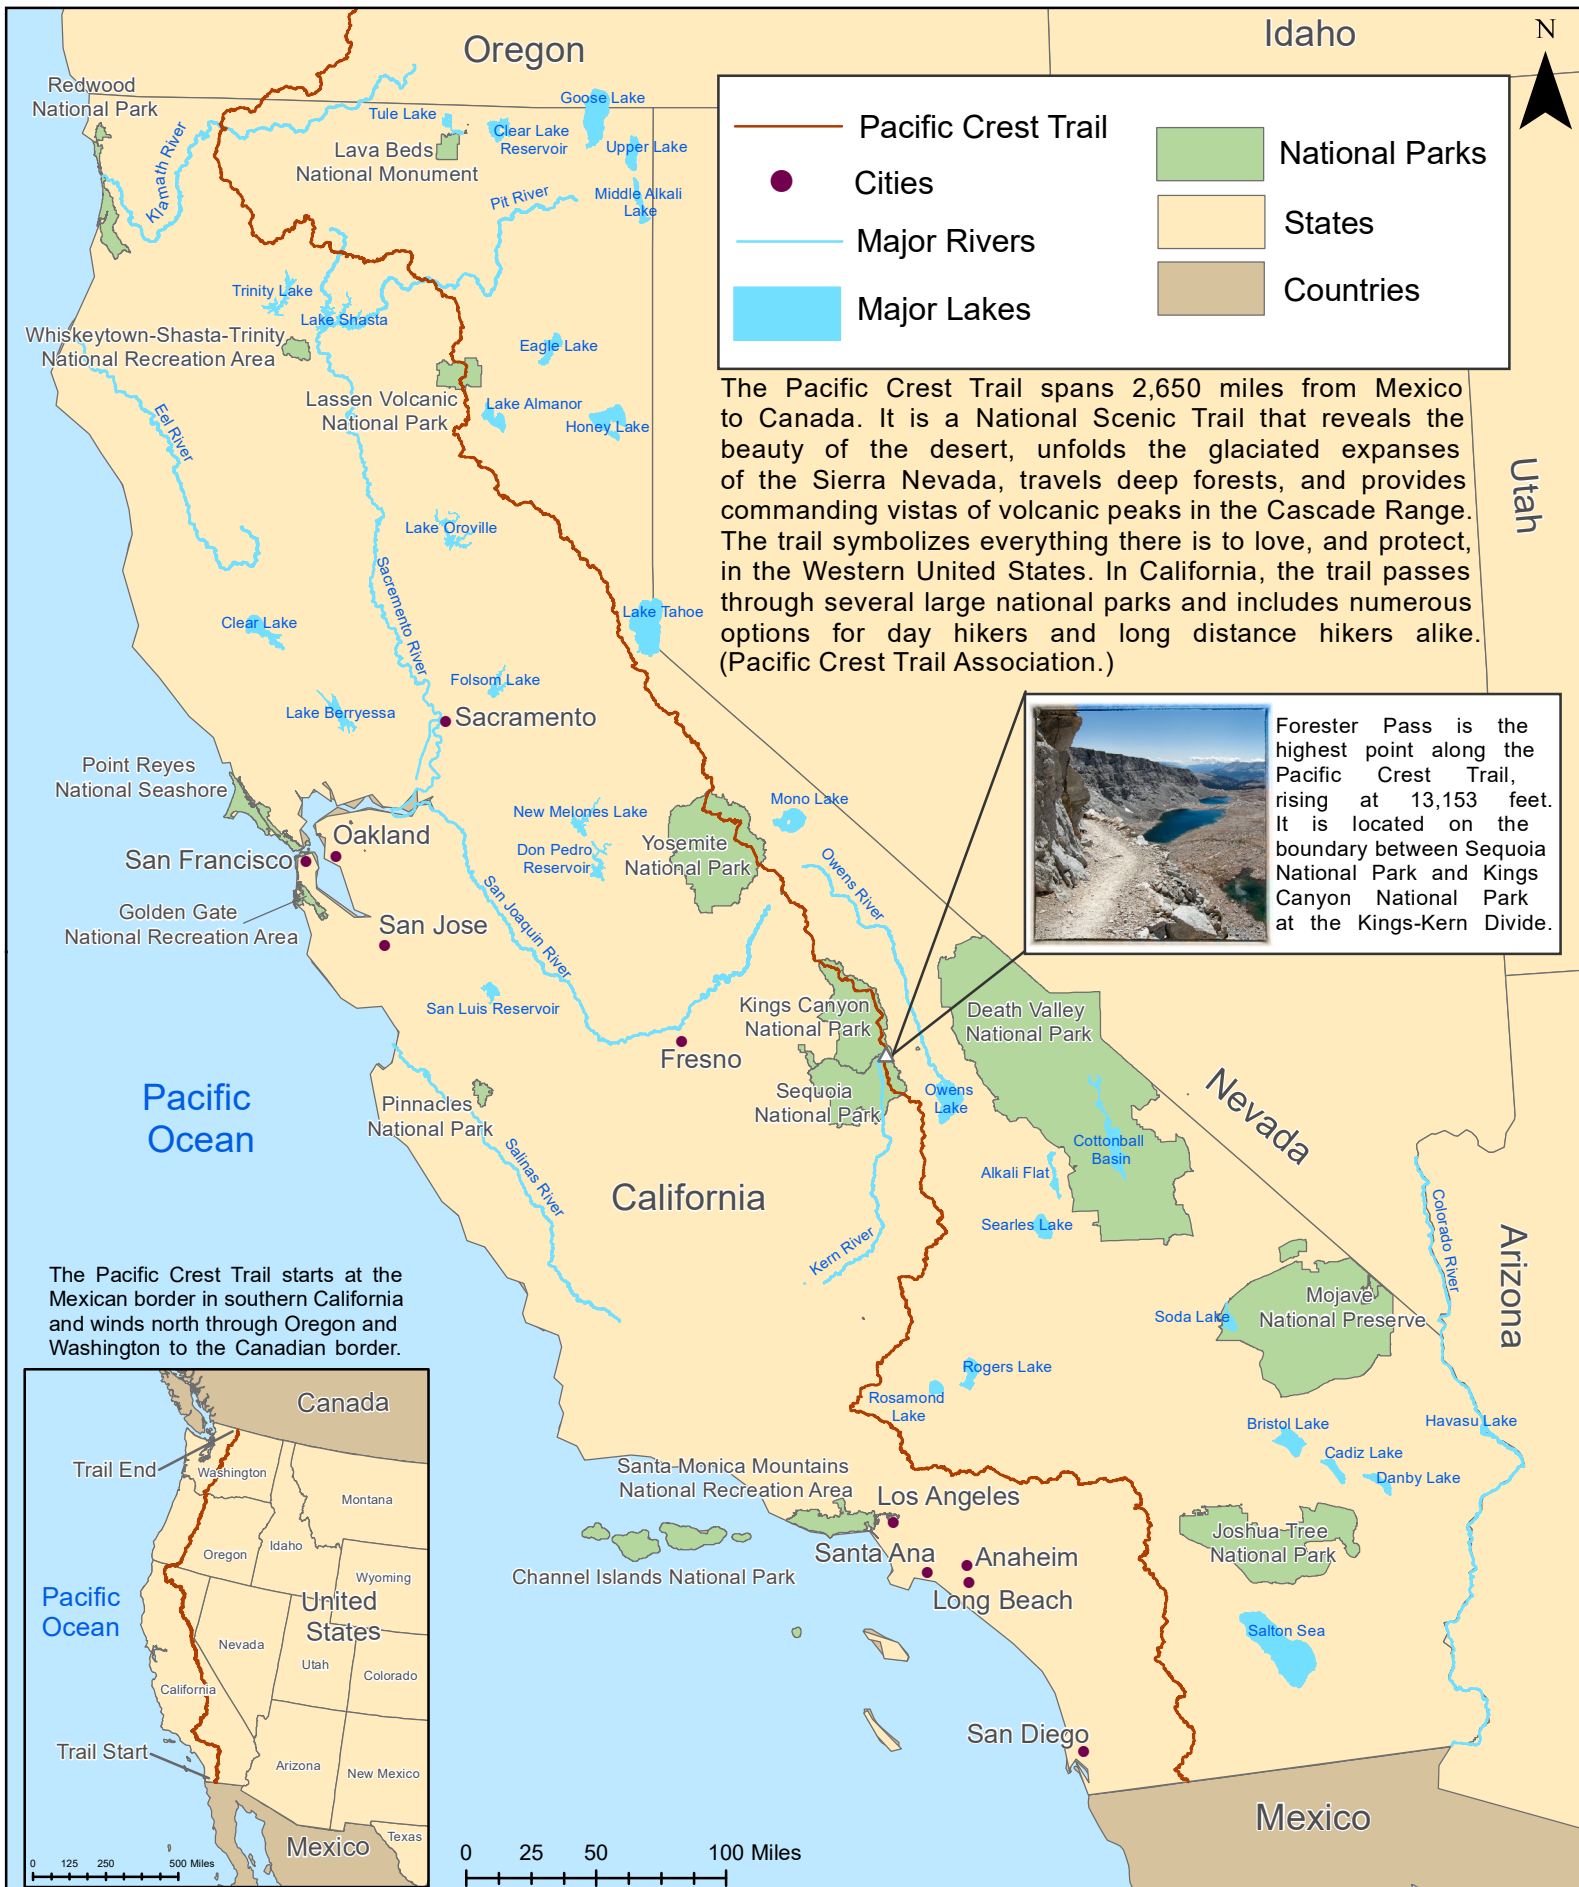 Oregon
Idaho
N
Redwood
National Park
Klamath River
Tule Lake
Goose Lake
Clear Lake
Reservoir
Upper Lake
Lava Beds
National Monument
Pit River
Middle Alkali
Lake
Pacific Crest Trail
Cities
Major Rivers
Major Lakes
National Parks
States
Countries
Trinity Lake
Lake Shasta
Whiskeytown-Shasta-Trinity
National Recreation Area
Eagle Lake
Lassen Volcanic
National Park
Lake Almanor
Honey Lake
Eel River
The Pacific Crest Trail spans 2,650 miles from Mexico
to Canada. It is a National Scenic Trail that reveals the
beauty of the desert, unfolds the glaciated expanses
of the Sierra Nevada, travels deep forests, and provides
commanding vistas of volcanic peaks in the Cascade Range.
The trail symbolizes everything there is to love, and protect,
in the Western United States. In California, the trail passes
through several large national parks and includes numerous
options for day hikers and long distance hikers alike.
(Pacific Crest Trail Association.)
Utah
Lake Oroville
Sacremento River
Clear Lake
Lake Tahoe
Folsom Lake
Lake Berryessa
Sacramento
Point Reyes
National Seashore
Oakland
San Francisco
Golden Gate
National Recreation Area
San Jose
New Melones Lake
Don Pedro
Reservoir
Yosemite
National Park
Mono Lake
Owens River
San Joaquin River
San Luis Reservoir
Forester Pass is the
highest point along the
Pacific Crest Trail,
rising at 13,153 feet.
It is located on the
boundary between Sequoia
National Park and Kings
Canyon National Park
at the Kings-Kern Divide.
Kings Canyon
National Park
Death Valley
National Park
Fresno
Sequoia
National Park
Owens
Lake
Nevada
Pacific
Ocean
Pinnacles
National Park
Salinas River
California
Cottonball
Basin
Alkali Flat
Searles Lake
Kern River
Colorado River
Arizona
Mojave
National Preserve
Soda Lake
Rogers Lake
Rosamond
Lake
Bristol Lake
Havasu Lake
Cadiz Lake
Danby Lake
Santa Monica Mountains
National Recreation Area
Los Angeles
Joshua Tree
National Park
Santa Ana
Anaheim
Channel Islands National Park
Long Beach
Salton Sea
San Diego
Mexico
The Pacific Crest Trail starts at the
Mexican border in southern California
and winds north through Oregon and
Washington to the Canadian border.
Canada
Trail End
Washington
Montana
Oregon
Idaho
Wyoming
Pacific
Ocean
United
States
Nevada
Utah
Colorado
California
Trail Start
Arizona
New Mexico
Mexico
Texas
0 125 250 500 Miles
0 25 50 100 Miles